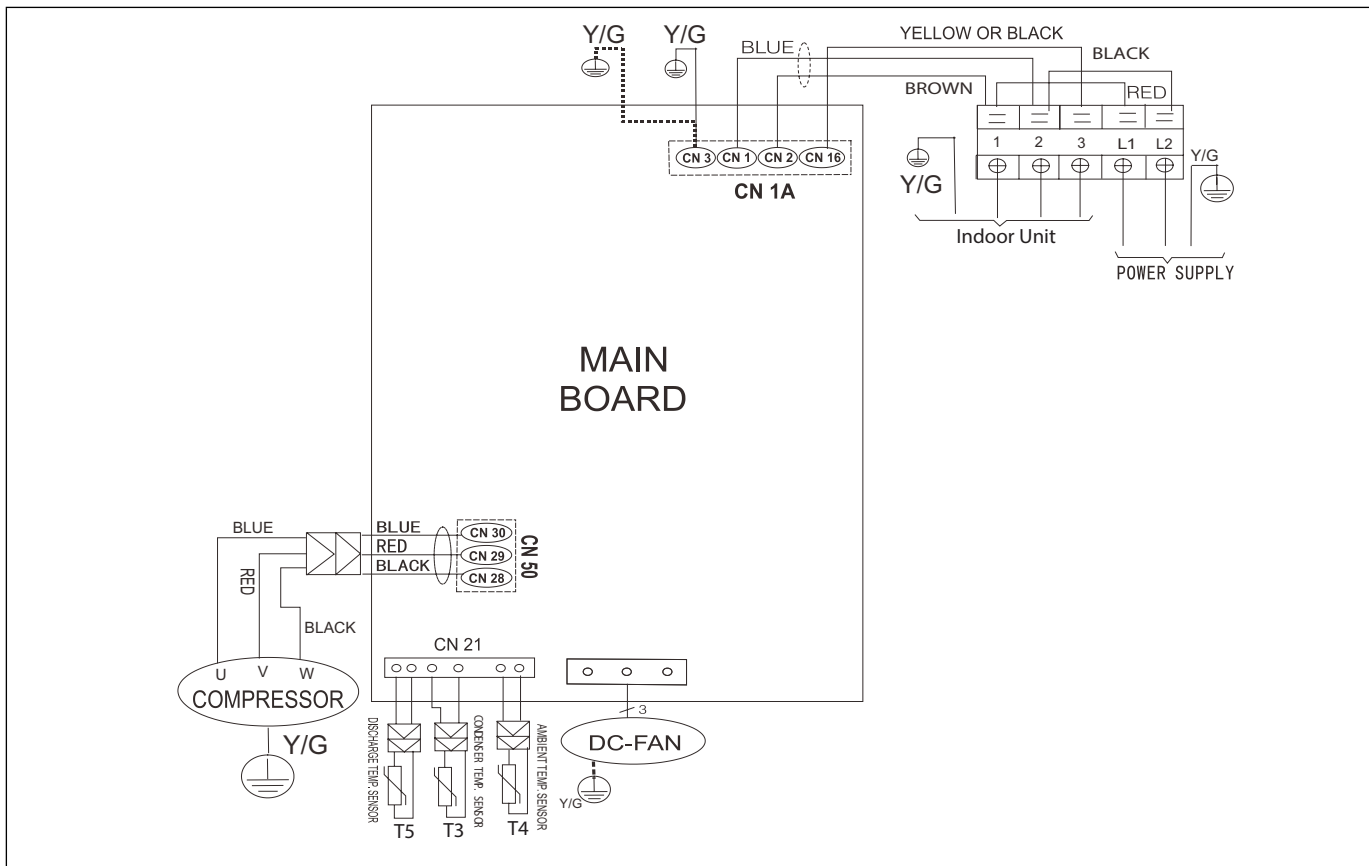 Y/G
Y/G
BLUE
YELLOW OR BLACK
BLACK
BROWN
RED
1 2 3 L1 L2
Y/G
Y/G
CN 3 CN 1 CN 2 CN 16
CN 1A
Indoor Unit
POWER SUPPLY
MAIN
BOARD
BLUE
BLUE
RED
BLACK
CN 30
CN 29
CN 28
CN 50
RED
BLACK
U V W
COMPRESSOR
Y/G
CN 21
DISCHARGE TEMP. SENSOR
CONDENSER TEMP. SENSOR
AMBIENT TEMP. SENSOR
T5 T3 T4
3
DC-FAN
Y/G